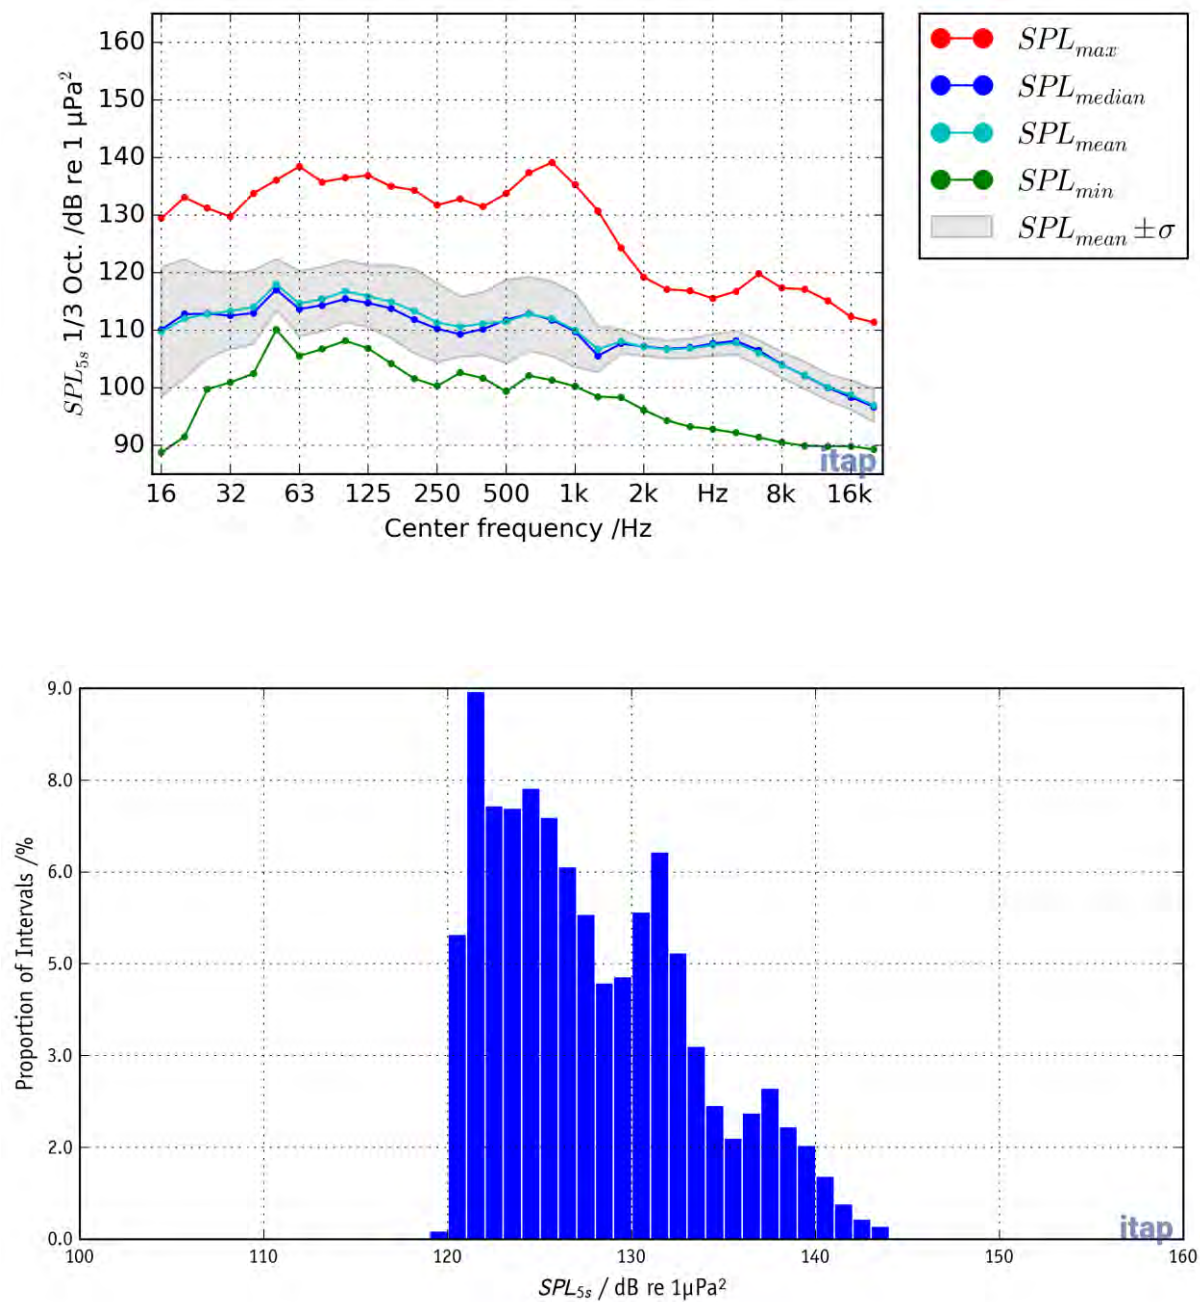 160
150
140
130
120
110
100
90
SPL5s 1/3 Oct. /dB re 1 µPa²
16 32 63 125 250 500 1k 2k Hz 8k 16k
Center frequency /Hz
itap
SPLmax
SPLmedian
SPLmean
SPLmin
SPLmean ±σ
9.0
8.0
6.0
5.0
3.0
2.0
0.0
Proportion of Intervals /%
100 110 120 130 140 150 160
SPL5s / dB re 1µPa²
itap